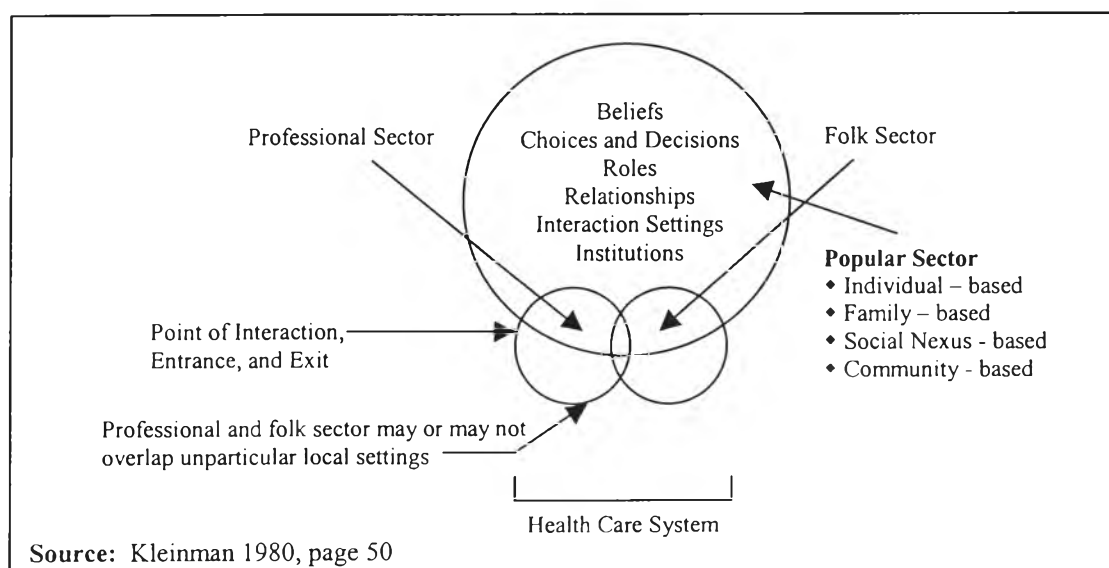 Beliefs
Professional Sector
Choices and Decisions
Folk Sector
Roles
Relationships
Interaction Settings
Institutions
Popular Sector
◆ Individual – based
◆ Family – based
◆ Social Nexus - based
◆ Community - based
Point of Interaction,
Entrance, and Exit
Professional and folk sector may or may not
overlap unparticular local settings
Health Care System
Source: Kleinman 1980, page 50